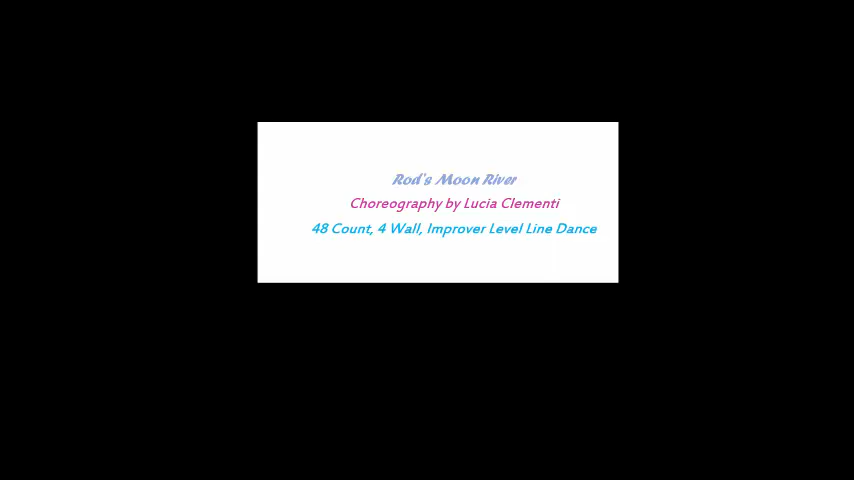 Rod's Moon River
Choreography by Lucia Clementi
48 Count, 4 Wall, Improver Level Line Dance